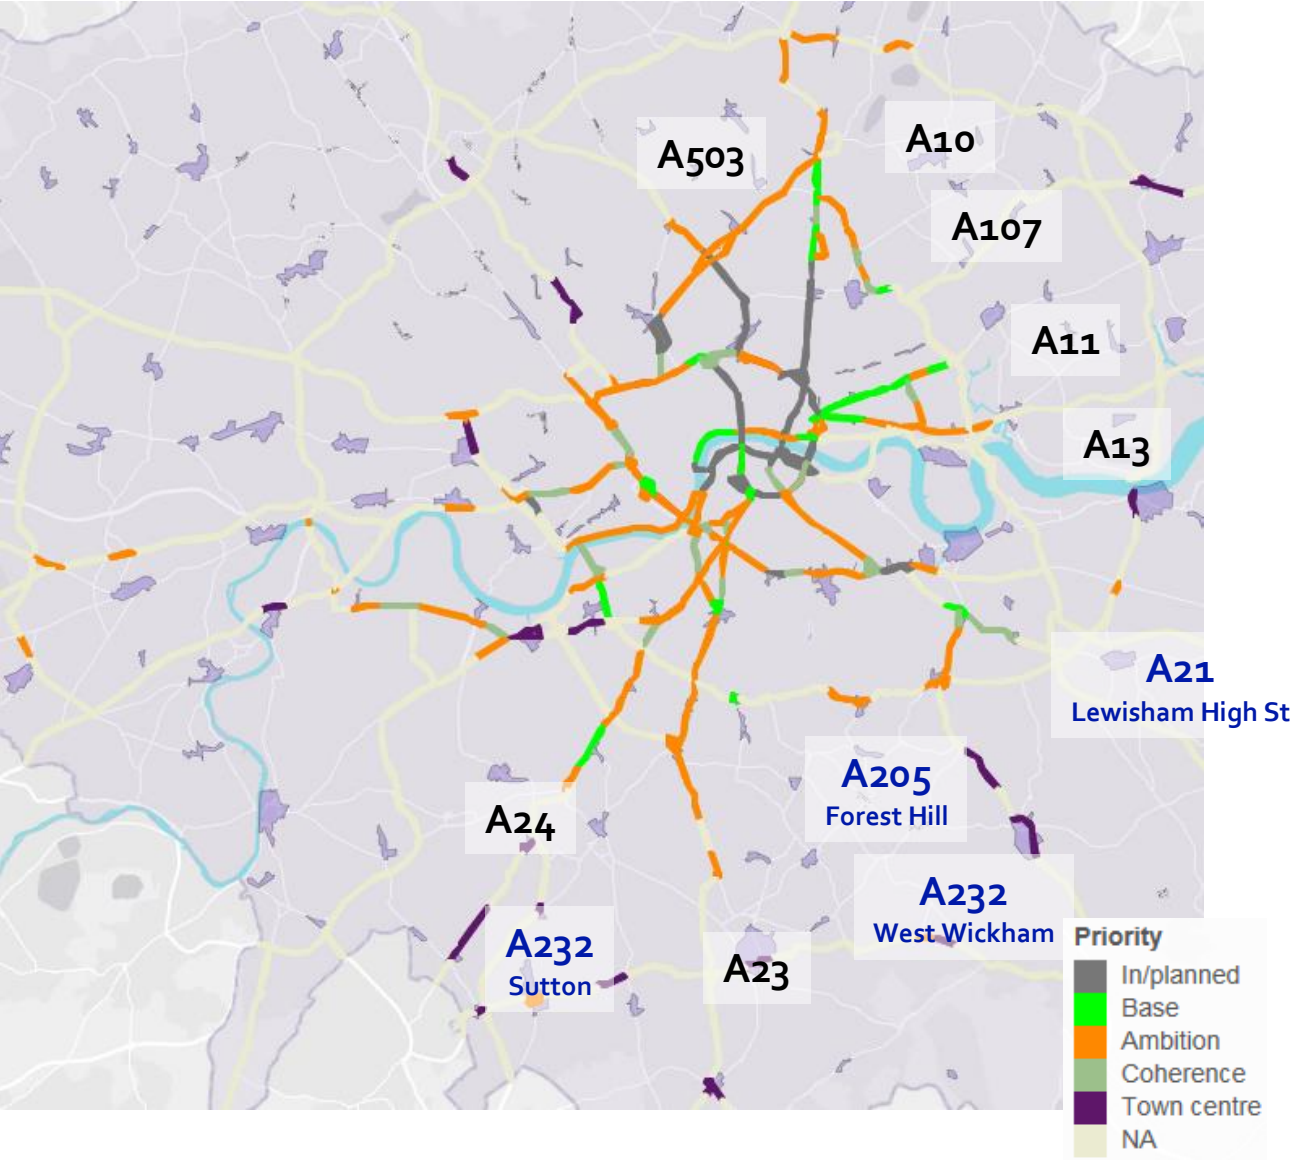 A503
A10
A107
A11
A13
A21
Lewisham High St
A205
Forest Hill
A24
A232
West Wickham
A232
Sutton
A23
Priority
In/planned
Base
Ambition
Coherence
Town centre
NA